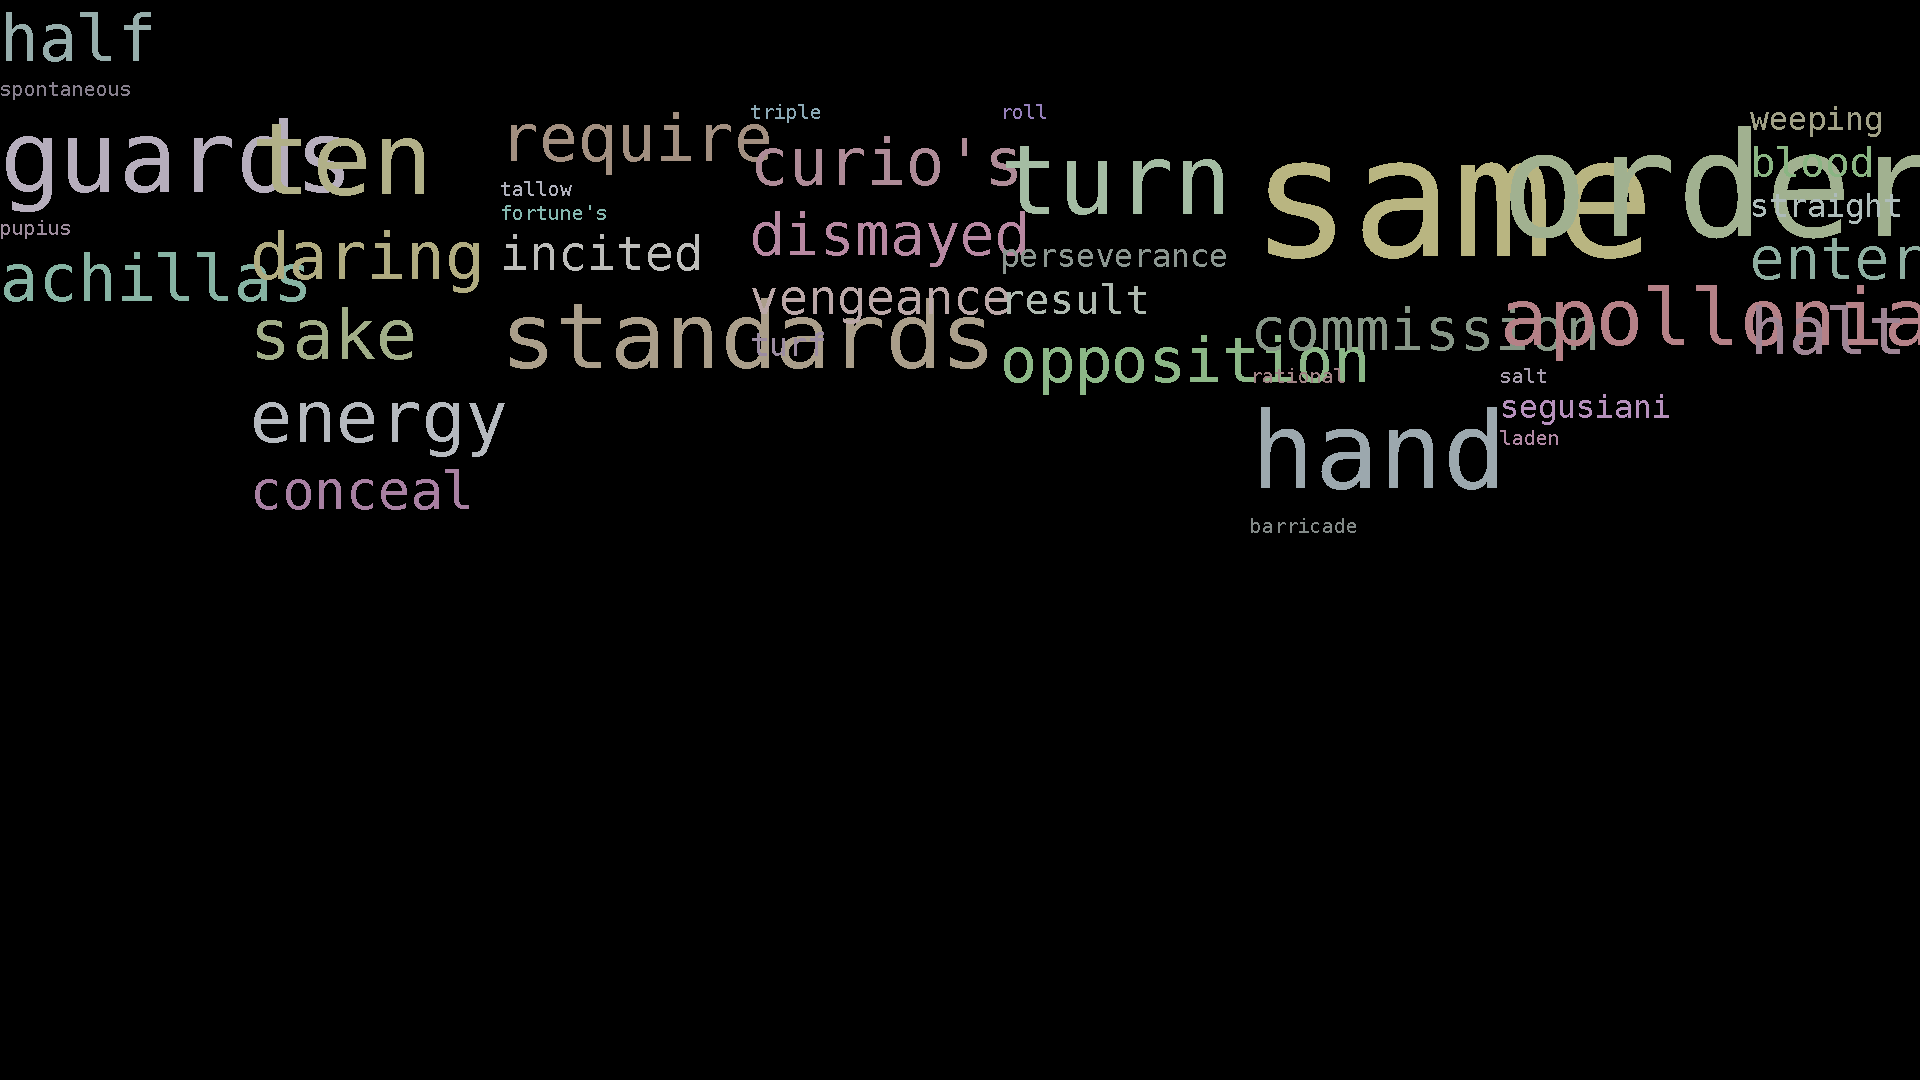 half
spontaneous
guards
pupius
achillas
ten
daring
sake
energy
conceal
require
tallow
fortune's
incited
standards
triple
curio's
dismayed
vengeance
turf
roll
turn
perseverance
result
opposition
same
commission
rational
hand
barricade
order
apollonia
salt
segusiani
laden
weeping
blood
straight
enter
halt